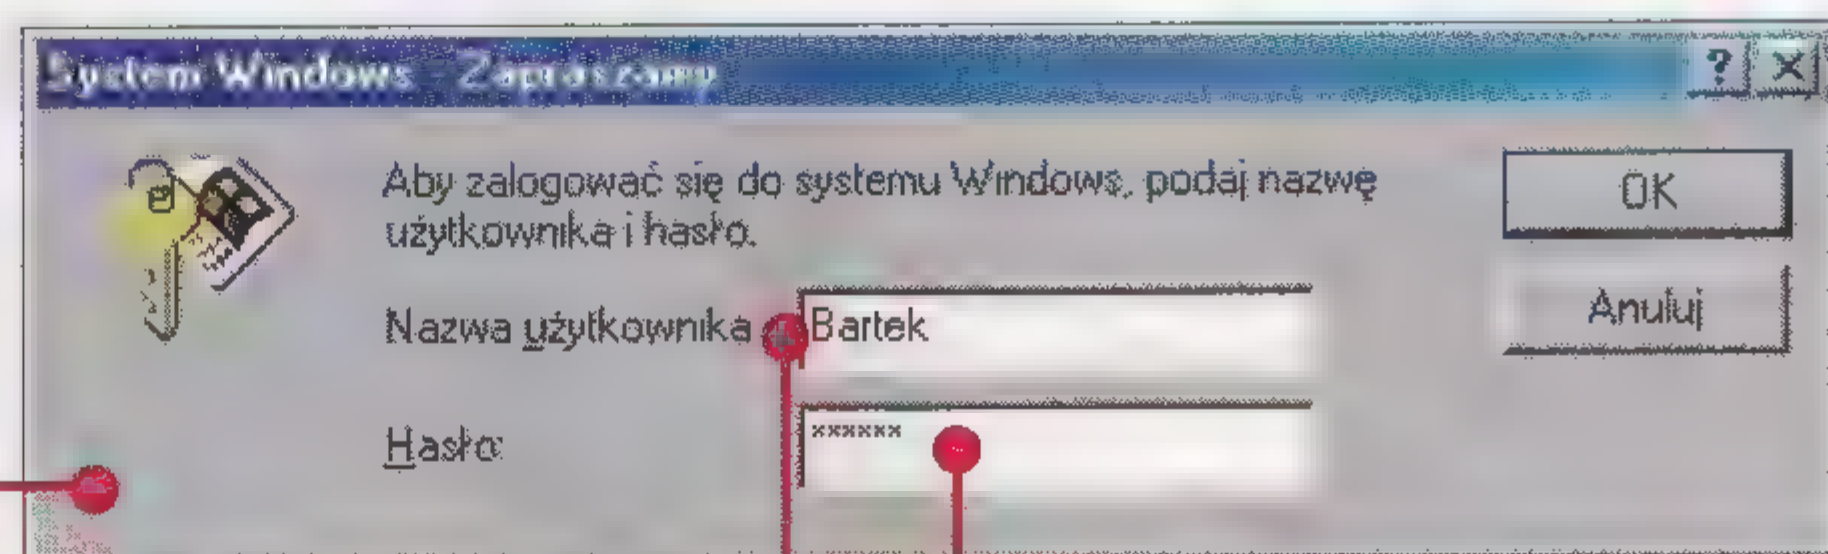 System Windows - Zapraszamy
Aby zalogować się do systemu Windows, podaj nazwę
użytkownika i hasło.
OK
Anuluj
Nazwa użytkownika
Bartek
Hasło:
xxxxxx